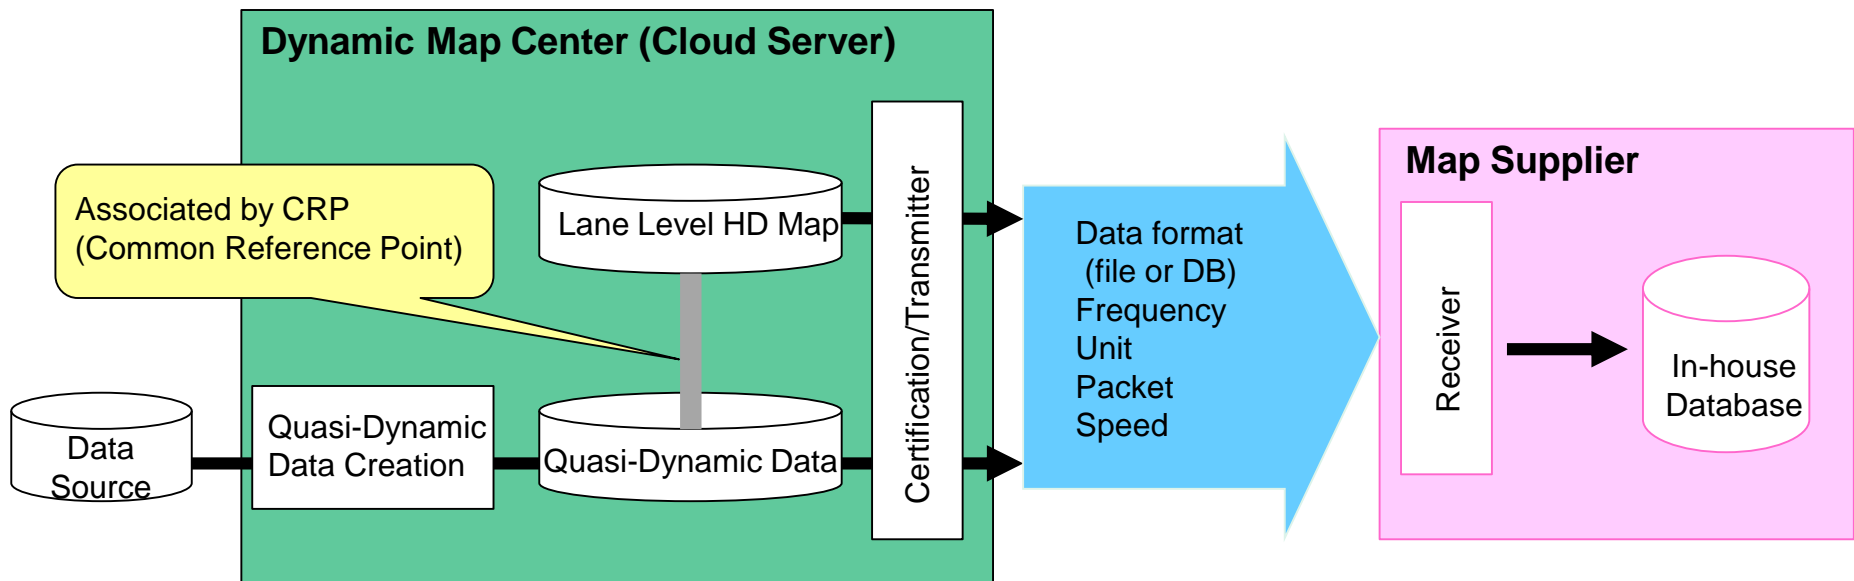 Dynamic Map Center (Cloud Server)
Associated by CRP
(Common Reference Point)
Lane Level HD Map
Data
Source
Quasi-Dynamic
Data Creation
Quasi-Dynamic Data
Certification/Transmitter
Data format
(file or DB)
Frequency
Unit
Packet
Speed
Map Supplier
Receiver
In-house
Database